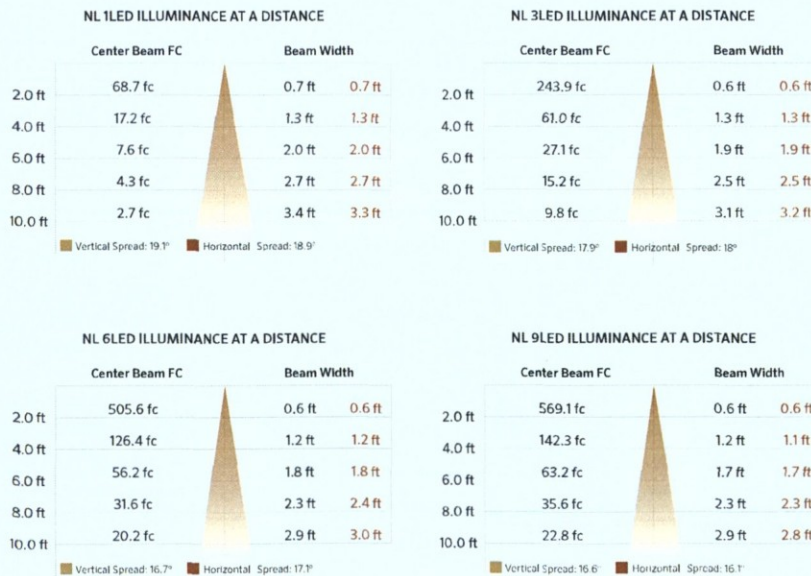 NL 1LED ILLUMINANCE AT A DISTANCE
Center Beam FC Beam Width
2.0 ft 68.7 fc 0.7 ft 0.7 ft
4.0 ft 17.2 fc 1.3 ft 1.3 ft
6.0 ft 7.6 fc 2.0 ft 2.0 ft
8.0 ft 4.3 fc 2.7 ft 2.7 ft
10.0 ft 2.7 fc 3.4 ft 3.3 ft
Vertical Spread: 19.1° Horizontal Spread: 18.9°
NL 3LED ILLUMINANCE AT A DISTANCE
Center Beam FC Beam Width
2.0 ft 243.9 fc 0.6 ft 0.6 ft
4.0 ft 61.0 fc 1.3 ft 1.3 ft
6.0 ft 27.1 fc 1.9 ft 1.9 ft
8.0 ft 15.2 fc 2.5 ft 2.5 ft
10.0 ft 9.8 fc 3.1 ft 3.2 ft
Vertical Spread: 17.9° Horizontal Spread: 18°
NL 6LED ILLUMINANCE AT A DISTANCE
Center Beam FC Beam Width
2.0 ft 505.6 fc 0.6 ft 0.6 ft
4.0 ft 126.4 fc 1.2 ft 1.2 ft
6.0 ft 56.2 fc 1.8 ft 1.8 ft
8.0 ft 31.6 fc 2.3 ft 2.4 ft
10.0 ft 20.2 fc 2.9 ft 3.0 ft
Vertical Spread: 16.7° Horizontal Spread: 17.1°
NL 9LED ILLUMINANCE AT A DISTANCE
Center Beam FC Beam Width
2.0 ft 569.1 fc 0.6 ft 0.6 ft
4.0 ft 142.3 fc 1.2 ft 1.1 ft
6.0 ft 63.2 fc 1.7 ft 1.7 ft
8.0 ft 35.6 fc 2.3 ft 2.3 ft
10.0 ft 22.8 fc 2.9 ft 2.8 ft
Vertical Spread: 16.6° Horizontal Spread: 16.1°